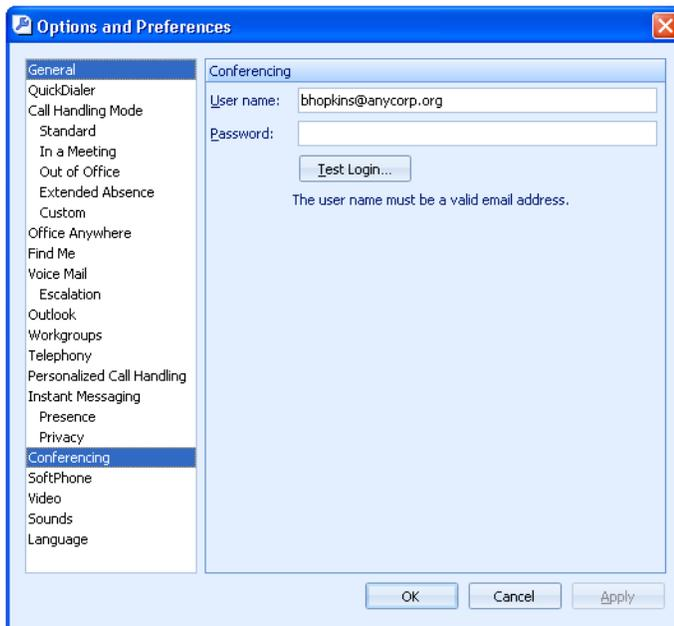 Options and Preferences
General
QuickDialer
Call Handling Mode
Standard
In a Meeting
Out of Office
Extended Absence
Custom
Office Anywhere
Find Me
Voice Mail
Escalation
Outlook
Workgroups
Telephony
Personalized Call Handling
Instant Messaging
Presence
Privacy
Conferencing
SoftPhone
Video
Sounds
Language
Conferencing
User name: bhopkins@anycorp.org
Password:
Test Login...
The user name must be a valid email address.
OK Cancel Apply